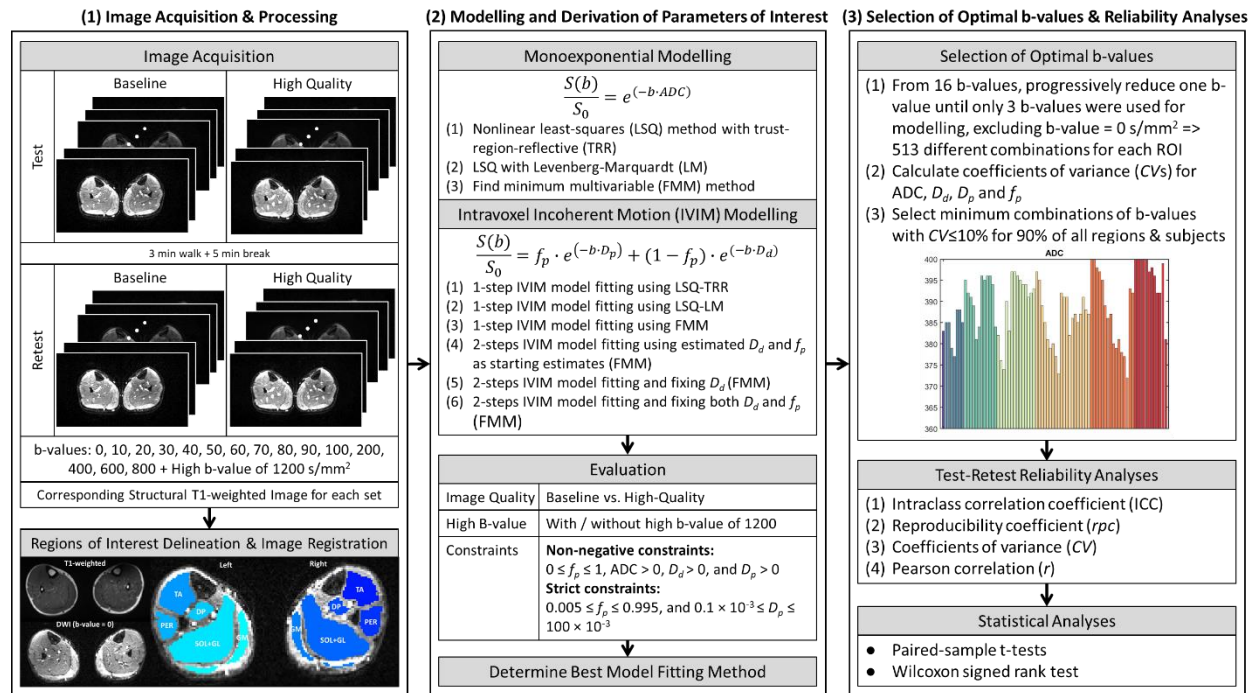 (1) Image Acquisition & Processing
Image Acquisition
Baseline
High Quality
Test
3 min walk + 5 min break
Baseline
High Quality
Retest
b-values: 0, 10, 20, 30, 40, 50, 60, 70, 80, 90, 100, 200,
400, 600, 800 + High b-value of 1200 s/mm²
Corresponding Structural T1-weighted Image for each set
Regions of Interest Delineation & Image Registration
T1-weighted
Left
Right
TA
DP
PER
SOL+GL
GM
TA
DP
PER
GM
SOL+GL
DWI (b-value = 0)
(2) Modelling and Derivation of Parameters of Interest
Monoexponential Modelling
S(b)/S₀ = e^(−b·ADC)
(1) Nonlinear least-squares (LSQ) method with trust-
region-reflective (TRR)
(2) LSQ with Levenberg-Marquardt (LM)
(3) Find minimum multivariable (FMM) method
Intravoxel Incoherent Motion (IVIM) Modelling
S(b)/S₀ = fₚ · e^(−b·Dₚ) + (1 − fₚ) · e^(−b·D_d)
(1) 1-step IVIM model fitting using LSQ-TRR
(2) 1-step IVIM model fitting using LSQ-LM
(3) 1-step IVIM model fitting using FMM
(4) 2-steps IVIM model fitting using estimated D_d and fₚ
as starting estimates (FMM)
(5) 2-steps IVIM model fitting and fixing D_d (FMM)
(6) 2-steps IVIM model fitting and fixing both D_d and fₚ
(FMM)
Evaluation
Image Quality Baseline vs. High-Quality
High B-value With / without high b-value of 1200
Constraints Non-negative constraints:
0 ≤ fₚ ≤ 1, ADC > 0, D_d > 0, and Dₚ > 0
Strict constraints:
0.005 ≤ fₚ ≤ 0.995, and 0.1 × 10⁻³ ≤ Dₚ ≤
100 × 10⁻³
Determine Best Model Fitting Method
(3) Selection of Optimal b-values & Reliability Analyses
Selection of Optimal b-values
(1) From 16 b-values, progressively reduce one b-
value until only 3 b-values were used for
modelling, excluding b-value = 0 s/mm² =>
513 different combinations for each ROI
(2) Calculate coefficients of variance (CVs) for
ADC, D_d, Dₚ and fₚ
(3) Select minimum combinations of b-values
with CV≤10% for 90% of all regions & subjects
ADC
400
395
390
385
380
375
370
365
360
Test-Retest Reliability Analyses
(1) Intraclass correlation coefficient (ICC)
(2) Reproducibility coefficient (rpc)
(3) Coefficients of variance (CV)
(4) Pearson correlation (r)
Statistical Analyses
● Paired-sample t-tests
● Wilcoxon signed rank test